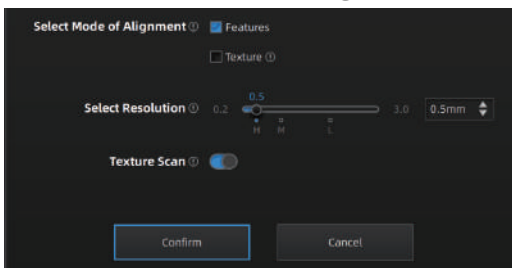 Select Mode of Alignment Features
Texture
0.5
Select Resolution 0.2 3.0 0.5mm
H M L
Texture Scan
Confirm Cancel